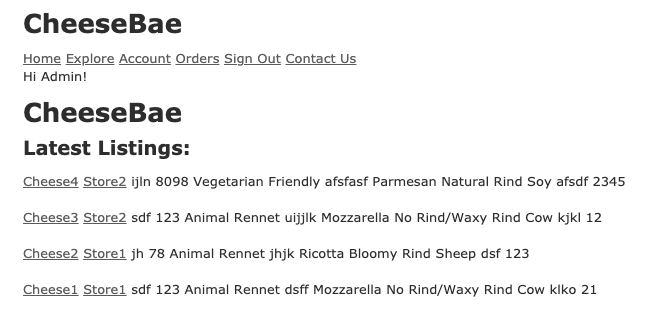 CheeseBae
Home Explore Account Orders Sign Out Contact Us
Hi Admin!
CheeseBae
Latest Listings:
Cheese4 Store2 ijln 8098 Vegetarian Friendly afsfasf Parmesan Natural Rind Soy afsdf 2345
Cheese3 Store2 sdf 123 Animal Rennet uijjlk Mozzarella No Rind/Waxy Rind Cow kjkl 12
Cheese2 Store1 jh 78 Animal Rennet jhjk Ricotta Bloomy Rind Sheep dsf 123
Cheese1 Store1 sdf 123 Animal Rennet dsff Mozzarella No Rind/Waxy Rind Cow klko 21